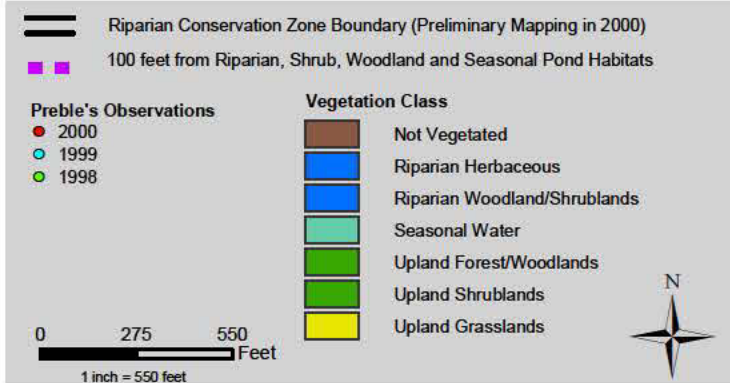 Riparian Conservation Zone Boundary (Preliminary Mapping in 2000)
100 feet from Riparian, Shrub, Woodland and Seasonal Pond Habitats
Preble's Observations
2000
1999
1998
Vegetation Class
Not Vegetated
Riparian Herbaceous
Riparian Woodland/Shrublands
Seasonal Water
Upland Forest/Woodlands
Upland Shrublands
Upland Grasslands
0 275 550
Feet
1 inch = 550 feet
N